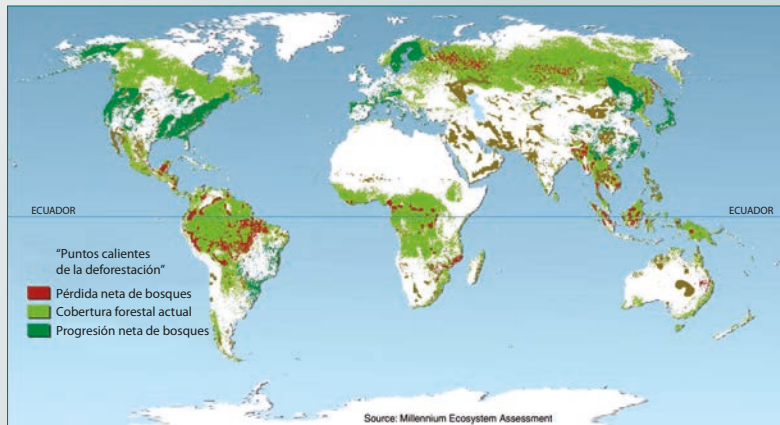 ECUADOR
ECUADOR
“Puntos calientes
de la deforestación”
Pérdida neta de bosques
Cobertura forestal actual
Progresión neta de bosques
Source: Millennium Ecosystem Assessment